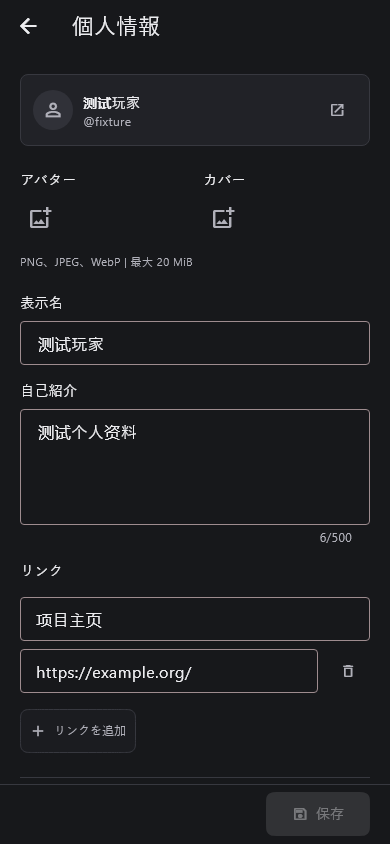 個人情報
测试玩家
@fixture
アバター
カバー
PNG、JPEG、WebP | 最大 20 MiB
表示名
测试玩家
自己紹介
测试个人资料
6/500
リンク
项目主页
https://example.org/
リンクを追加
保存